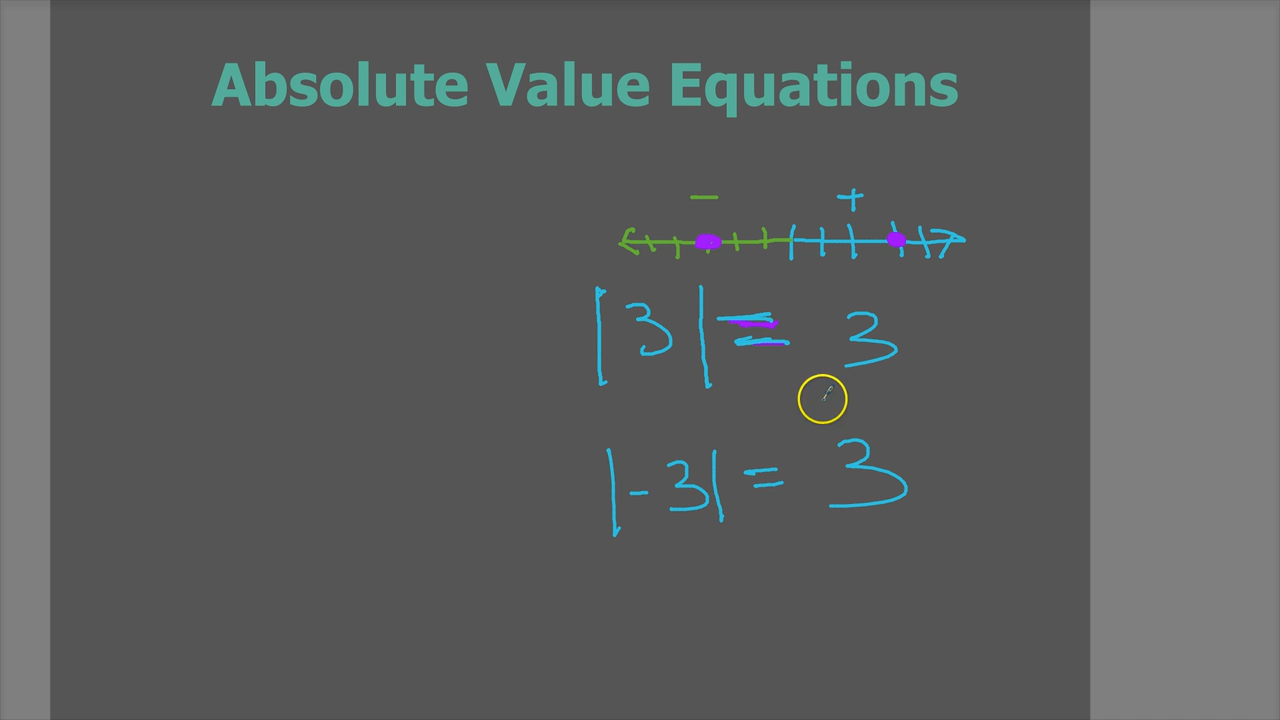 Absolute Value Equations
− +
|3| = 3
|-3| = 3